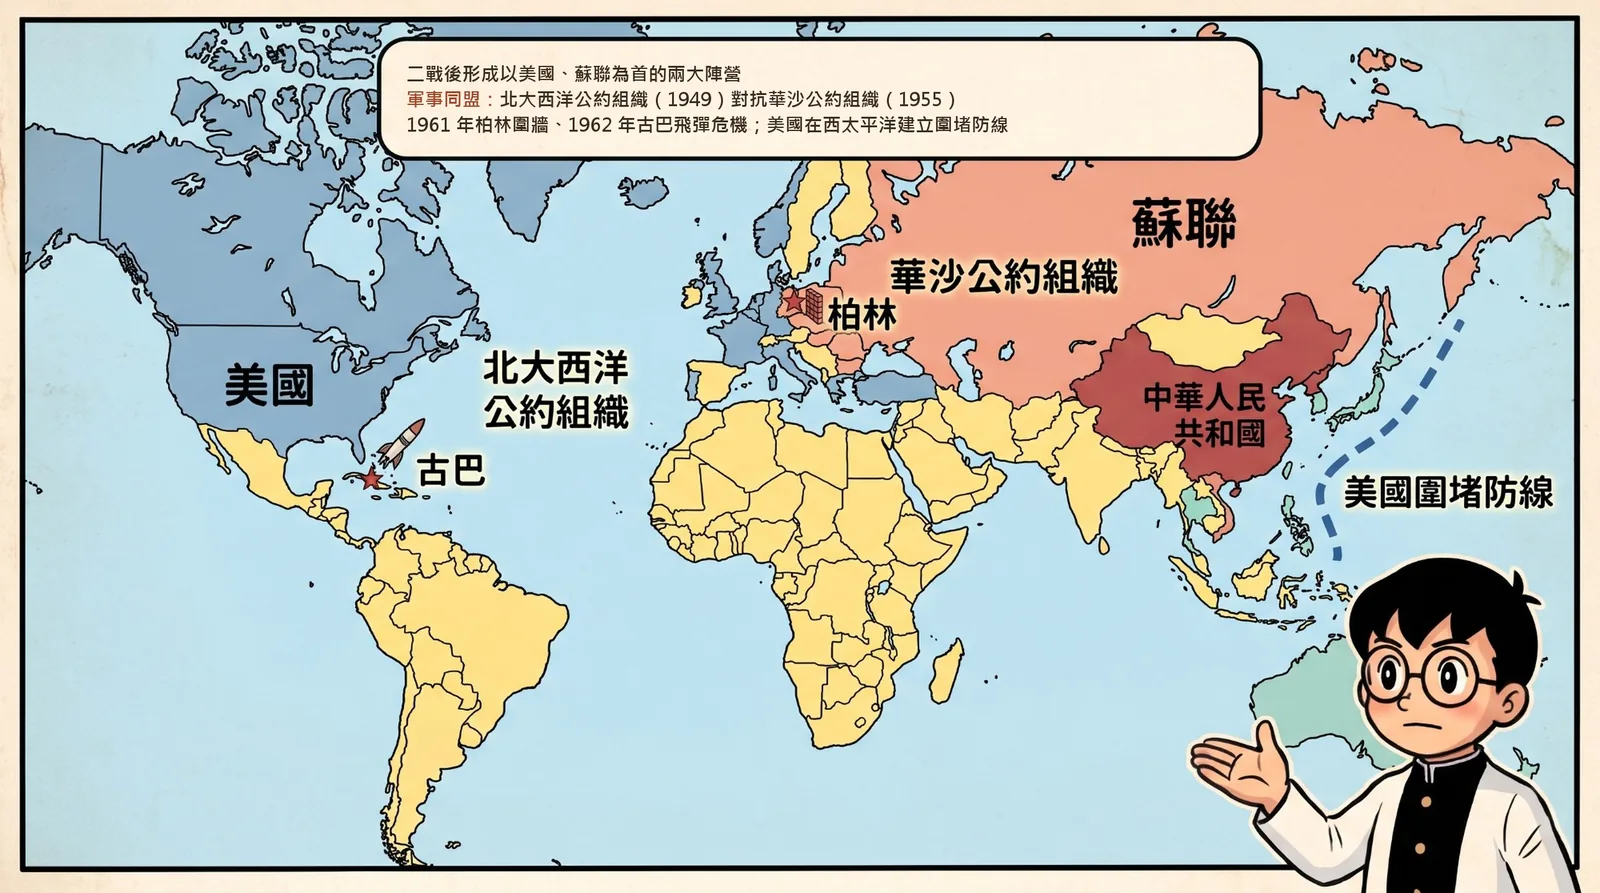 二戰後形成以美國、蘇聯為首的兩大陣營
軍事同盟：北大西洋公約組織（1949）對抗華沙公約組織（1955）
1961 年柏林圍牆、1962 年古巴飛彈危機；美國在西太平洋建立圍堵防線
蘇聯
華沙公約組織
柏林
美國
北大西洋
公約組織
中華人民
共和國
古巴
美國圍堵防線